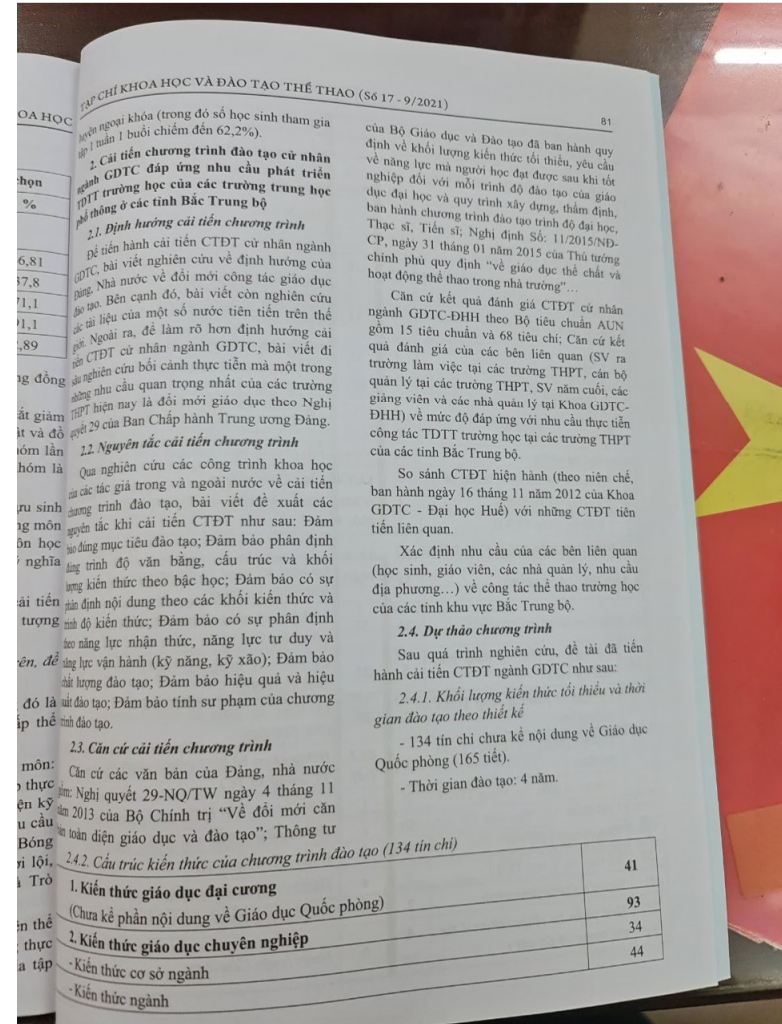 TẠP CHÍ KHOA HỌC VÀ ĐÀO TẠO THỂ THAO (Số 17 - 9/2021)
81
luyện ngoại khóa (trong đó số học sinh tham gia
tập 1 tuần 1 buổi chiếm đến 62,2%).
2. Cải tiến chương trình đào tạo cử nhân
ngành GDTC đáp ứng nhu cầu phát triển
TDTT trường học của các trường trung học
phổ thông ở các tỉnh Bắc Trung bộ
2.1. Định hướng cải tiến chương trình
Để tiến hành cải tiến CTĐT cử nhân ngành
GDTC, bài viết nghiên cứu về định hướng của
Đảng, Nhà nước về đổi mới công tác giáo dục
đào tạo. Bên cạnh đó, bài viết còn nghiên cứu
các tài liệu của một số nước tiên tiến trên thế
giới. Ngoài ra, để làm rõ hơn định hướng cải
tiến CTĐT cử nhân ngành GDTC, bài viết đi
sâu nghiên cứu bối cảnh thực tiễn mà một trong
những nhu cầu quan trọng nhất của các trường
THPT hiện nay là đổi mới giáo dục theo Nghị
quyết 29 của Ban Chấp hành Trung ương Đảng.
2.2. Nguyên tắc cải tiến chương trình
Qua nghiên cứu các công trình khoa học
của các tác giả trong và ngoài nước về cải tiến
chương trình đào tạo, bài viết đề xuất các
nguyên tắc khi cải tiến CTĐT như sau: Đảm
bảo đúng mục tiêu đào tạo; Đảm bảo phân định
đúng trình độ văn bằng, cấu trúc và khối
lượng kiến thức theo bậc học; Đảm bảo có sự
phân định nội dung theo các khối kiến thức và
trình độ kiến thức; Đảm bảo có sự phân định
theo năng lực nhận thức, năng lực tư duy và
năng lực vận hành (kỹ năng, kỹ xảo); Đảm bảo
chất lượng đào tạo; Đảm bảo hiệu quả và hiệu
suất đào tạo; Đảm bảo tính sư phạm của chương
trình đào tạo.
2.3. Căn cứ cải tiến chương trình
Căn cứ các văn bản của Đảng, nhà nước
gồm: Nghị quyết 29-NQ/TW ngày 4 tháng 11
năm 2013 của Bộ Chính trị “Về đổi mới căn
bản toàn diện giáo dục và đào tạo”; Thông tư
của Bộ Giáo dục và Đào tạo đã ban hành quy
định về khối lượng kiến thức tối thiểu, yêu cầu
về năng lực mà người học đạt được sau khi tốt
nghiệp đối với mỗi trình độ đào tạo của giáo
dục đại học và quy trình xây dựng, thẩm định,
ban hành chương trình đào tạo trình độ đại học,
Thạc sĩ, Tiến sĩ; Nghị định Số: 11/2015/NĐ-
CP, ngày 31 tháng 01 năm 2015 của Thủ tướng
chính phủ quy định “về giáo dục thể chất và
hoạt động thể thao trong nhà trường”…
Căn cứ kết quả đánh giá CTĐT cử nhân
ngành GDTC-ĐHH theo Bộ tiêu chuẩn AUN
gồm 15 tiêu chuẩn và 68 tiêu chí; Căn cứ kết
quả đánh giá của các bên liên quan (SV ra
trường làm việc tại các trường THPT, cán bộ
quản lý tại các trường THPT, SV năm cuối, các
giảng viên và các nhà quản lý tại Khoa GDTC-
ĐHH) về mức độ đáp ứng với nhu cầu thực tiễn
công tác TDTT trường học tại các trường THPT
của các tỉnh Bắc Trung bộ.
So sánh CTĐT hiện hành (theo niên chế,
ban hành ngày 16 tháng 11 năm 2012 của Khoa
GDTC - Đại học Huế) với những CTĐT tiên
tiến liên quan.
Xác định nhu cầu của các bên liên quan
(học sinh, giáo viên, các nhà quản lý, nhu cầu
địa phương…) về công tác thể thao trường học
của các tỉnh khu vực Bắc Trung bộ.
2.4. Dự thảo chương trình
Sau quá trình nghiên cứu, đề tài đã tiến
hành cải tiến CTĐT ngành GDTC như sau:
2.4.1. Khối lượng kiến thức tối thiểu và thời
gian đào tạo theo thiết kế
- 134 tín chỉ chưa kể nội dung về Giáo dục
Quốc phòng (165 tiết).
- Thời gian đào tạo: 4 năm.
2.4.2. Cấu trúc kiến thức của chương trình đào tạo (134 tín chỉ)
1. Kiến thức giáo dục đại cương
(Chưa kể phần nội dung về Giáo dục Quốc phòng)
41
2. Kiến thức giáo dục chuyên nghiệp
93
- Kiến thức cơ sở ngành
34
- Kiến thức ngành
44